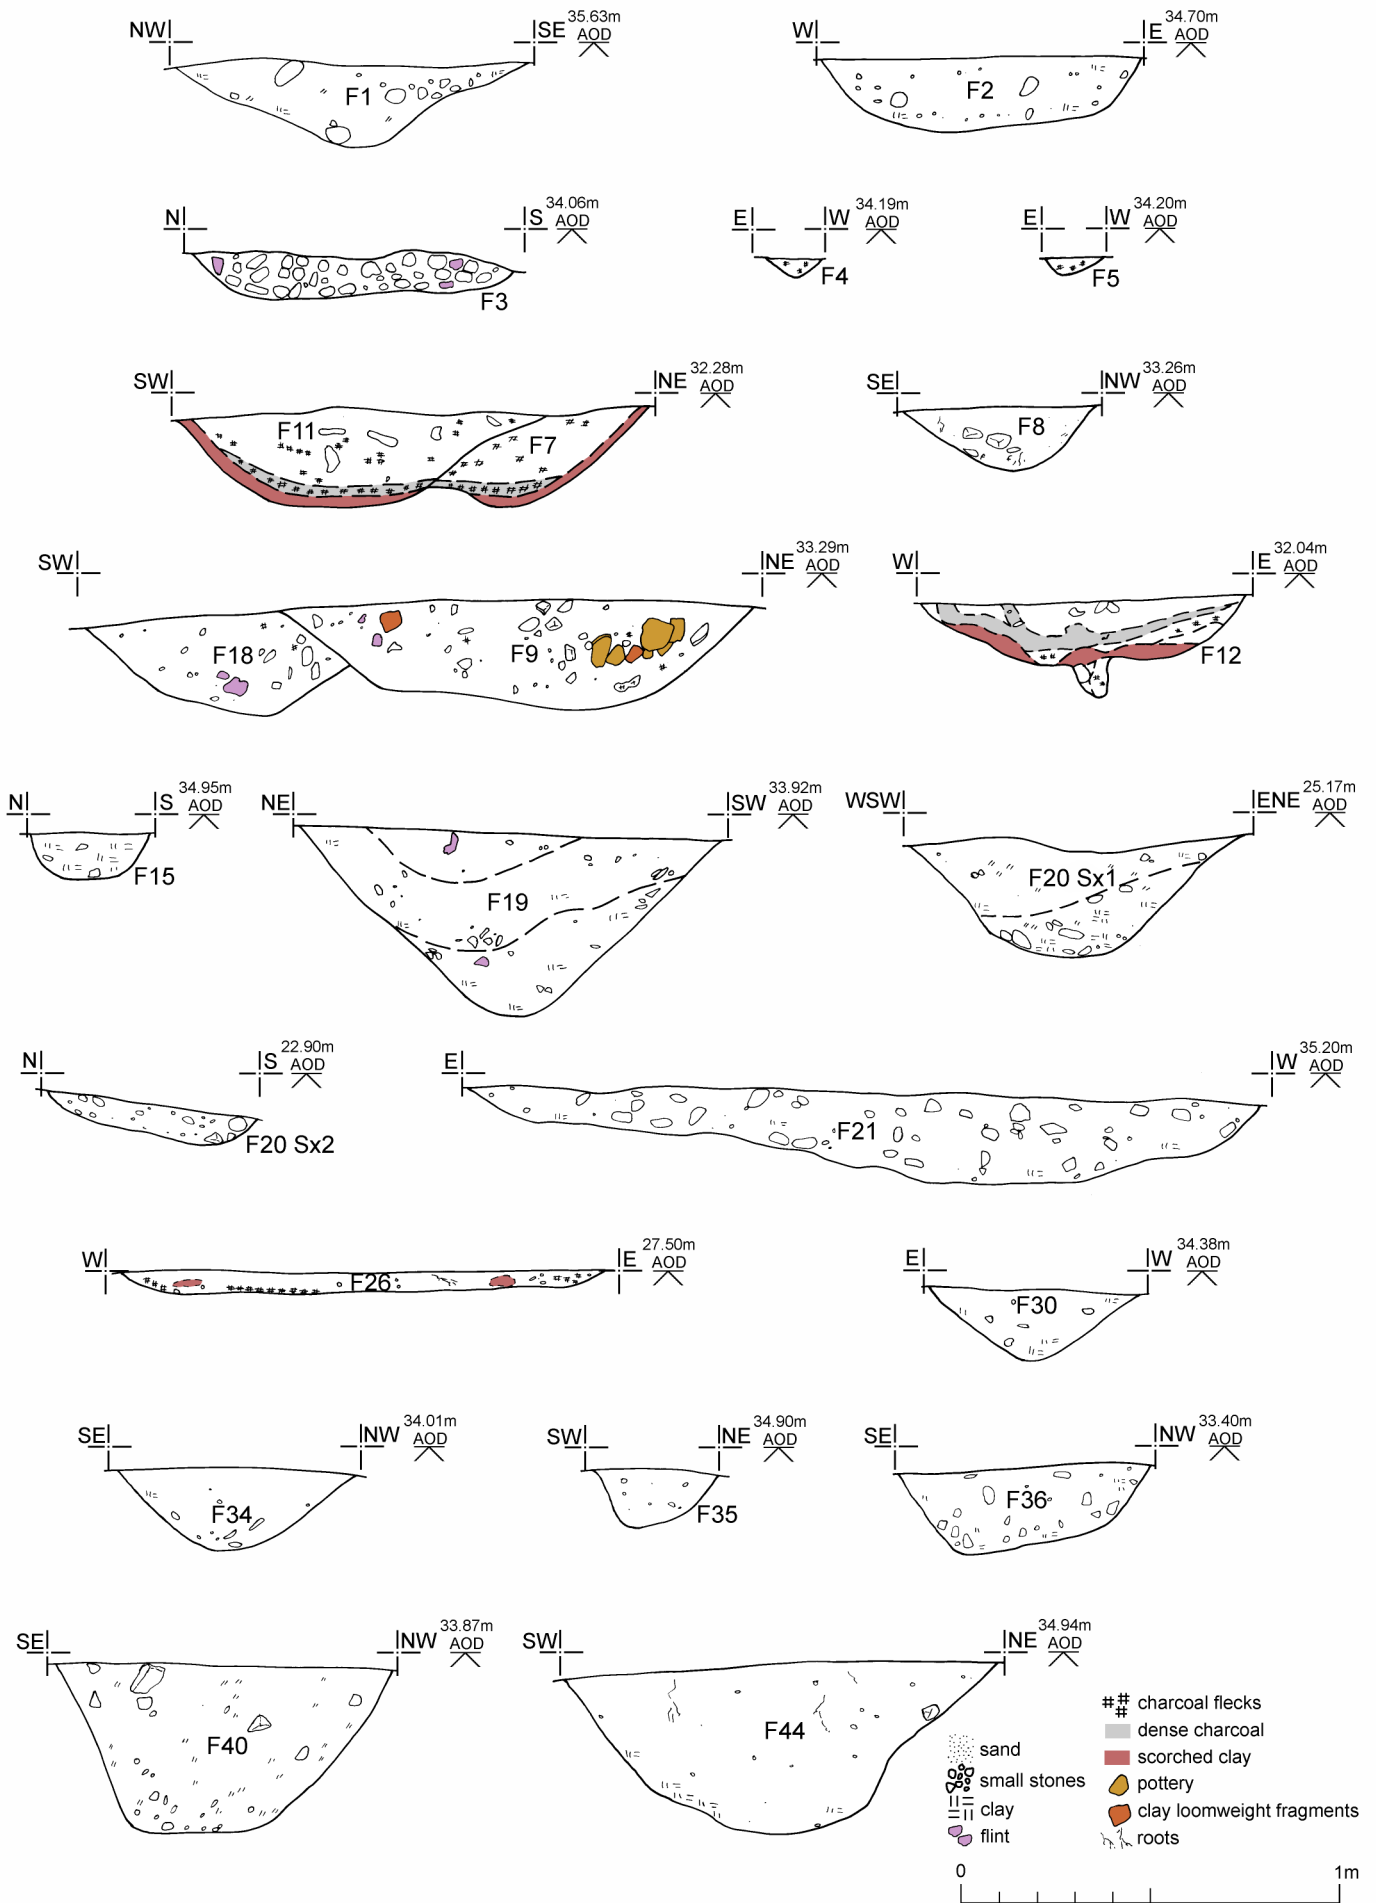 NW SE 35.63m AOD
F1
W E 34.70m AOD
F2
N S 34.06m AOD
F3
E W 34.19m AOD
F4
E W 34.20m AOD
F5
SW NE 32.28m AOD
F11 F7
SE NW 33.26m AOD
F8
SW NE 33.29m AOD
F18 F9
W E 32.04m AOD
F12
N S 34.95m AOD
F15
NE SW 33.92m AOD
F19
WSW ENE 25.17m AOD
F20 Sx1
N S 22.90m AOD
F20 Sx2
E W 35.20m AOD
F21
W E 27.50m AOD
F26
E W 34.38m AOD
F30
SE NW 34.01m AOD
F34
SW NE 34.90m AOD
F35
SE NW 33.40m AOD
F36
SE NW 33.87m AOD
F40
SW NE 34.94m AOD
F44
sand
small stones
clay
flint
charcoal flecks
dense charcoal
scorched clay
pottery
clay loomweight fragments
roots
0 1m